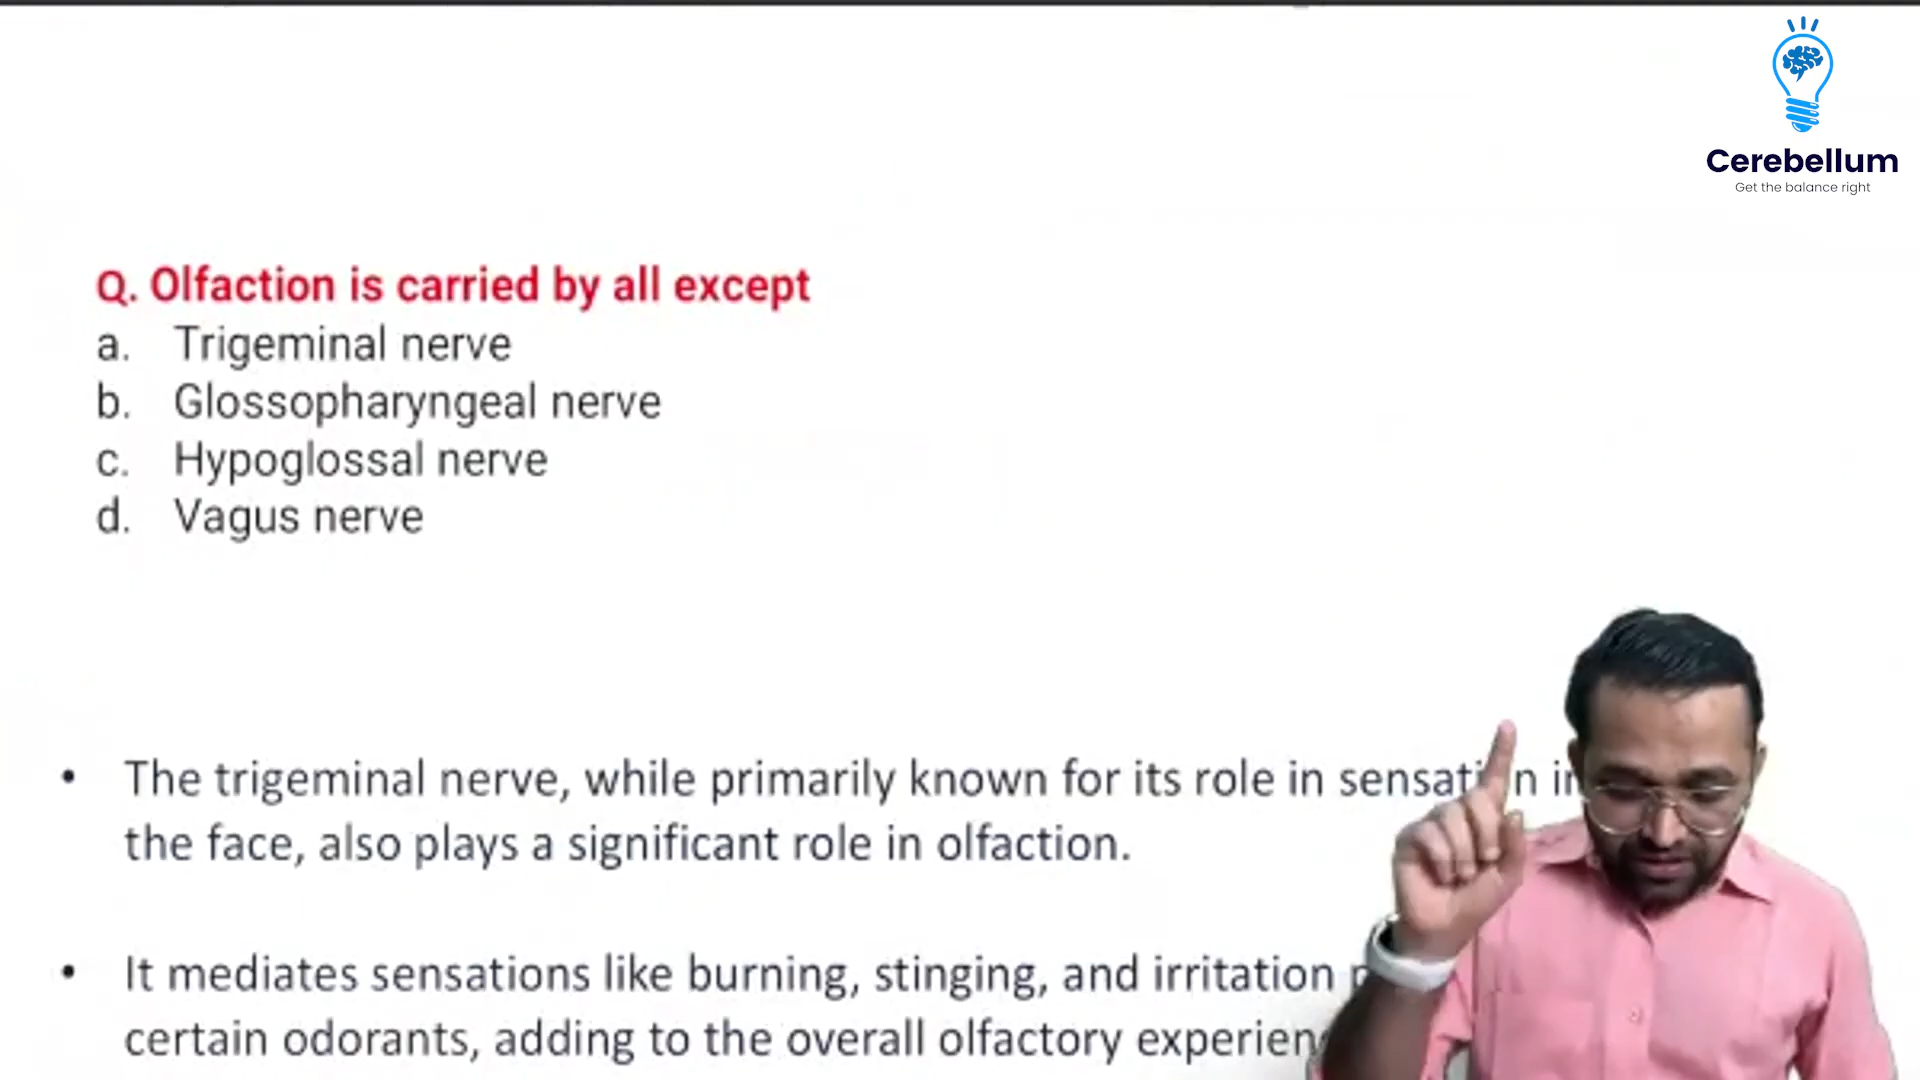 Cerebellum
Get the balance right
Q. Olfaction is carried by all except
a. Trigeminal nerve
b. Glossopharyngeal nerve
c. Hypoglossal nerve
d. Vagus nerve
• The trigeminal nerve, while primarily known for its role in
the face, also plays a significant role in olfaction.
• It mediates sensations like burning, stinging, and irritation
certain odorants, adding to the overall olfactory